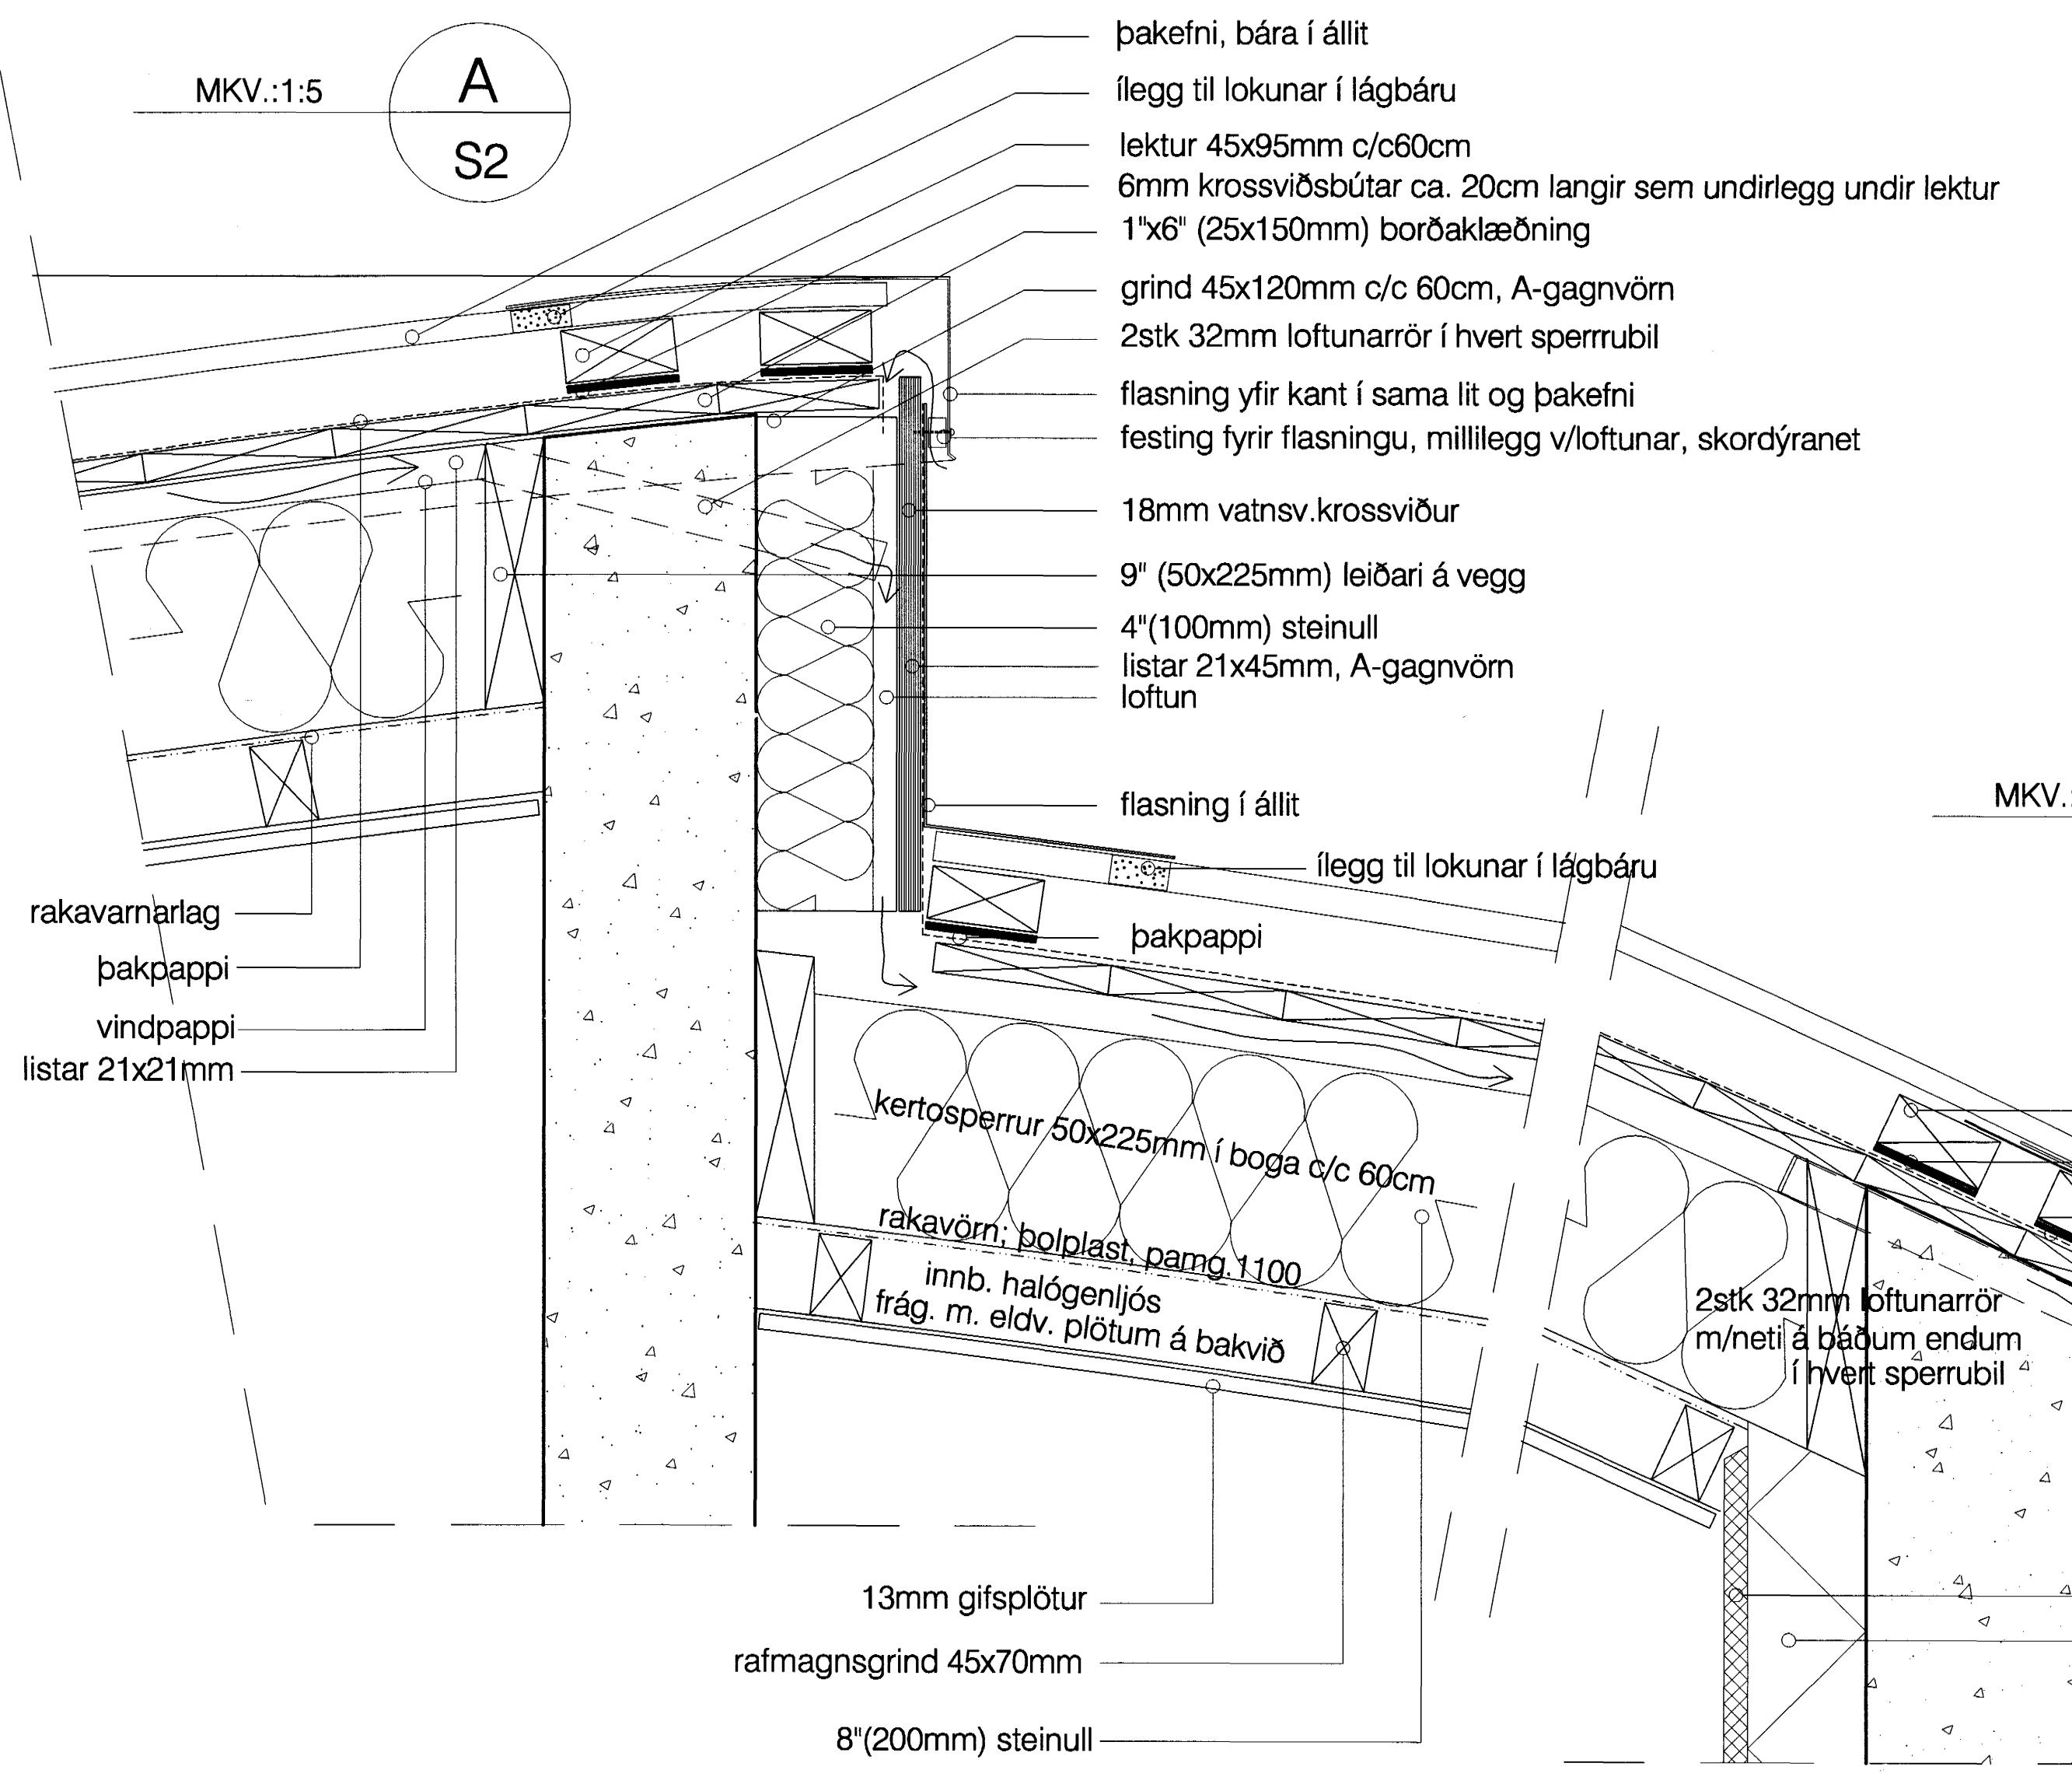 MKV.:1:5
A
S2
þakefni, bára í állit
ílegg til lokunar í lágbáru
lektur 45x95mm c/c60cm
6mm krossviðsbútar ca. 20cm langir sem undirlegg undir lektur
1"x6" (25x150mm) borðaklæðning
grind 45x120mm c/c 60cm, A-gagnvörn
2stk 32mm loftunarrör í hvert sperrrubil
flasning yfir kant í sama lit og þakefni
festing fyrir flasningu, millilegg v/loftunar, skordýranet
18mm vatnsv.krossviður
9" (50x225mm) leiðari á vegg
4"(100mm) steinull
listar 21x45mm, A-gagnvörn
loftun
flasning í állit
MKV.:
ílegg til lokunar í lágbáru
þakpappi
rakavarnarlag
þakpappi
vindpappi
listar 21x21mm
kertosperrur 50x225mm í boga c/c 60cm
rakavörn; þolplast, pamg.1100
innb. halógenljós
frág. m. eldv. plötum á bakvið
2stk 32mm loftunarrör
m/neti á báðum endum
í hvert sperrubil
13mm gifsplötur
rafmagnsgrind 45x70mm
8"(200mm) steinull